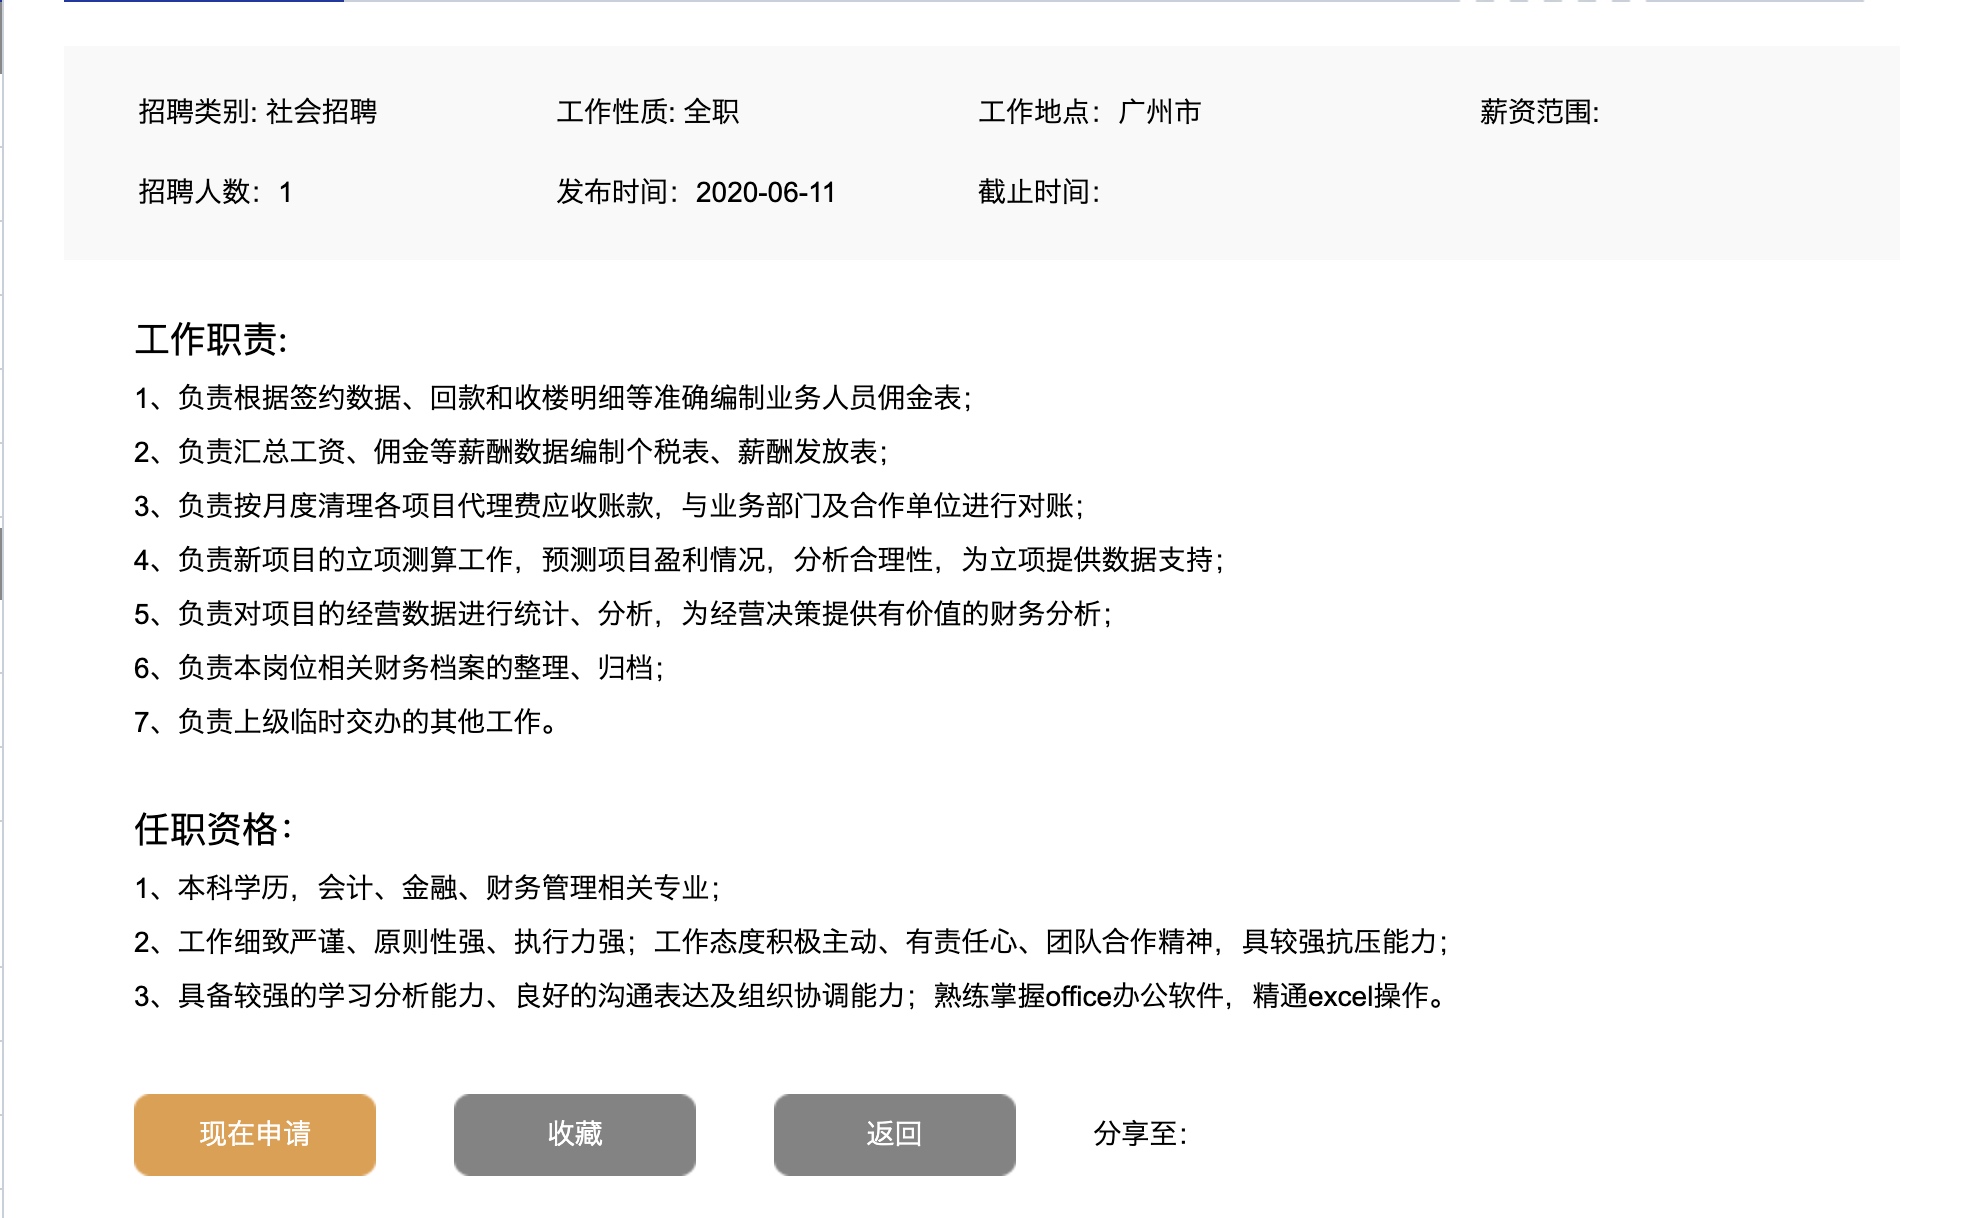 招聘类别: 社会招聘 工作性质: 全职 工作地点：广州市 薪资范围:
招聘人数：1 发布时间：2020-06-11 截止时间：
工作职责:
1、负责根据签约数据、回款和收楼明细等准确编制业务人员佣金表；
2、负责汇总工资、佣金等薪酬数据编制个税表、薪酬发放表；
3、负责按月度清理各项目代理费应收账款，与业务部门及合作单位进行对账；
4、负责新项目的立项测算工作，预测项目盈利情况，分析合理性，为立项提供数据支持；
5、负责对项目的经营数据进行统计、分析，为经营决策提供有价值的财务分析；
6、负责本岗位相关财务档案的整理、归档；
7、负责上级临时交办的其他工作。
任职资格：
1、本科学历，会计、金融、财务管理相关专业；
2、工作细致严谨、原则性强、执行力强；工作态度积极主动、有责任心、团队合作精神，具较强抗压能力；
3、具备较强的学习分析能力、良好的沟通表达及组织协调能力；熟练掌握office办公软件，精通excel操作。
现在申请 收藏 返回 分享至：